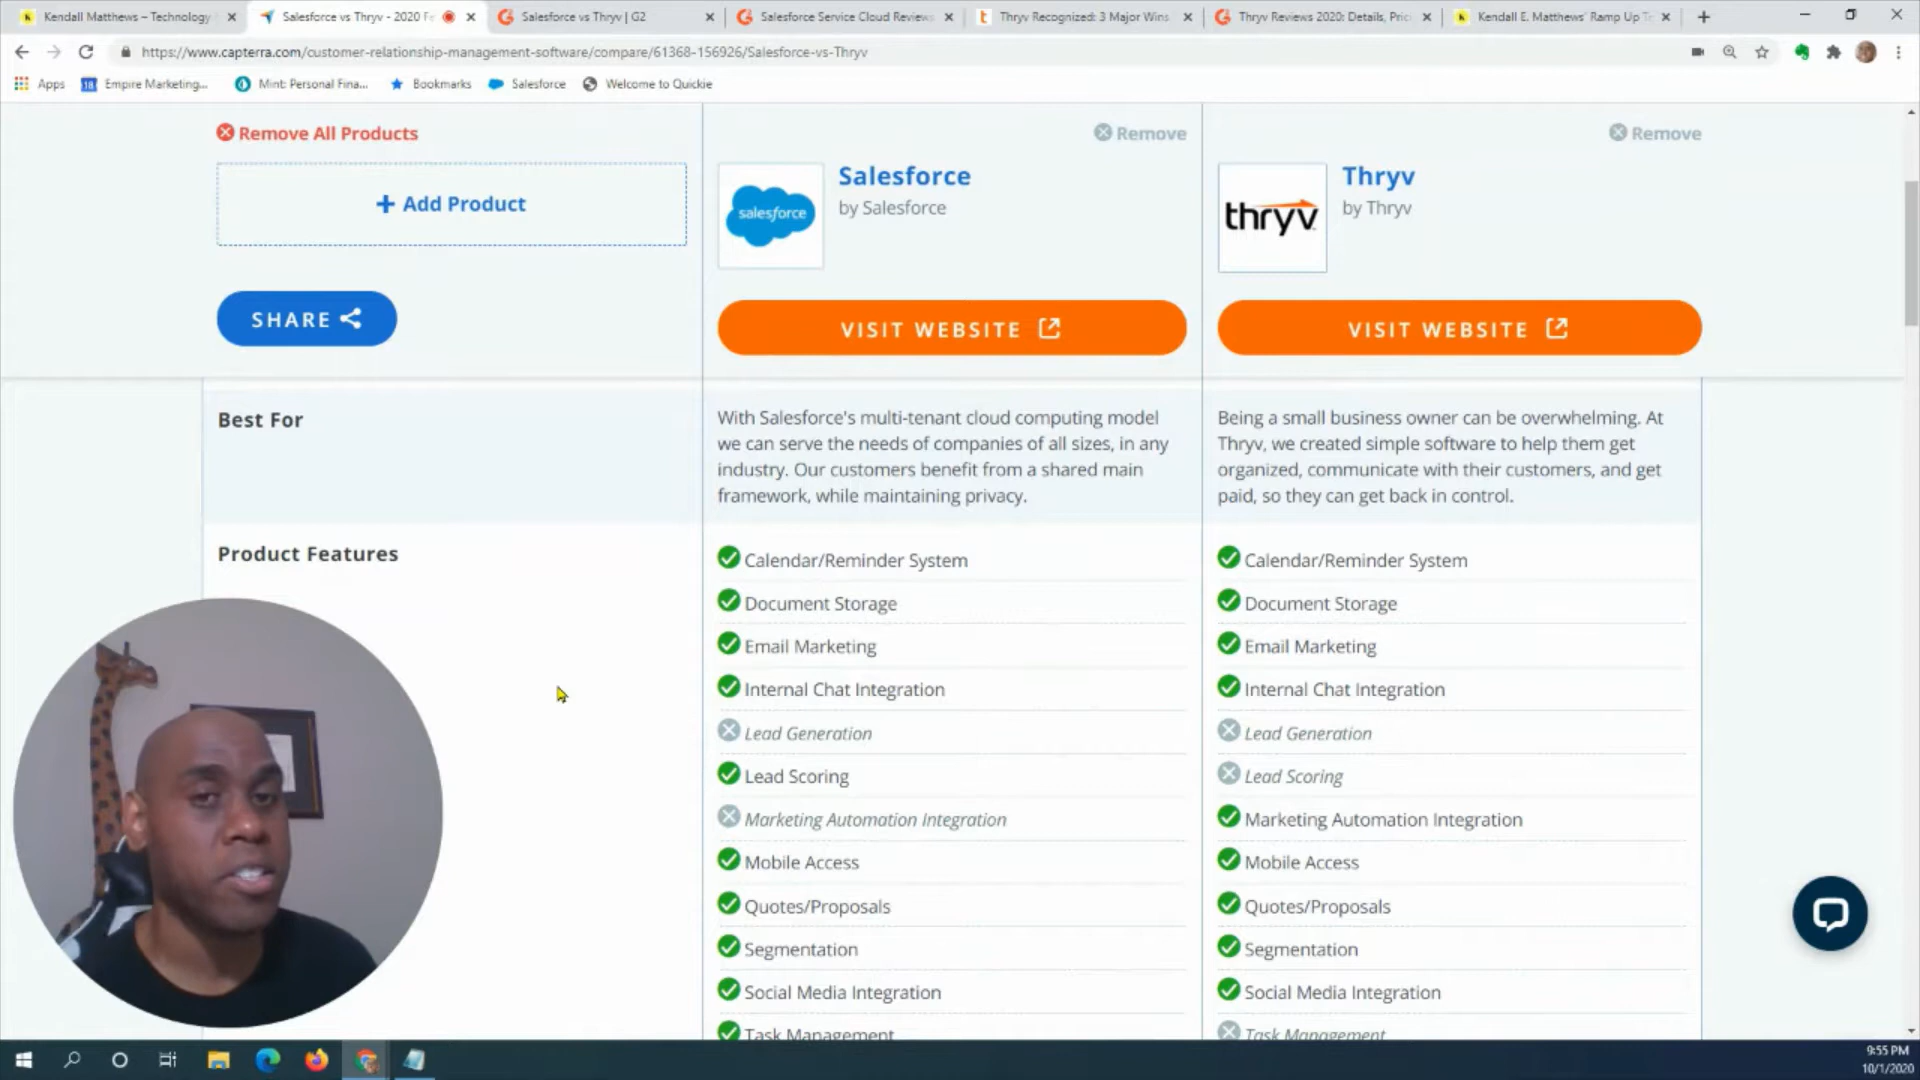 Kendall Matthews – Technology
Salesforce vs Thryv - 2020 Fe
Salesforce vs Thryv | G2
Salesforce Service Cloud Reviews
Thryv Recognized: 3 Major Wins
Thryv Reviews 2020: Details, Pric
Kendall E. Matthews' Ramp Up Tr
https://www.capterra.com/customer-relationship-management-software/compare/61368-156926/Salesforce-vs-Thryv
Apps
18
Empire Marketing...
Mint: Personal Fina...
Bookmarks
Salesforce
Welcome to Quickie
Remove All Products
+ Add Product
SHARE
Remove
salesforce
Salesforce
by Salesforce
VISIT WEBSITE
Remove
thryv
Thryv
by Thryv
VISIT WEBSITE
Best For
With Salesforce's multi-tenant cloud computing model
we can serve the needs of companies of all sizes, in any
industry. Our customers benefit from a shared main
framework, while maintaining privacy.
Being a small business owner can be overwhelming. At
Thryv, we created simple software to help them get
organized, communicate with their customers, and get
paid, so they can get back in control.
Product Features
Calendar/Reminder System
Document Storage
Email Marketing
Internal Chat Integration
Lead Generation
Lead Scoring
Marketing Automation Integration
Mobile Access
Quotes/Proposals
Segmentation
Social Media Integration
Task Management
Calendar/Reminder System
Document Storage
Email Marketing
Internal Chat Integration
Lead Generation
Lead Scoring
Marketing Automation Integration
Mobile Access
Quotes/Proposals
Segmentation
Social Media Integration
Task Management
9:55 PM
10/1/2020